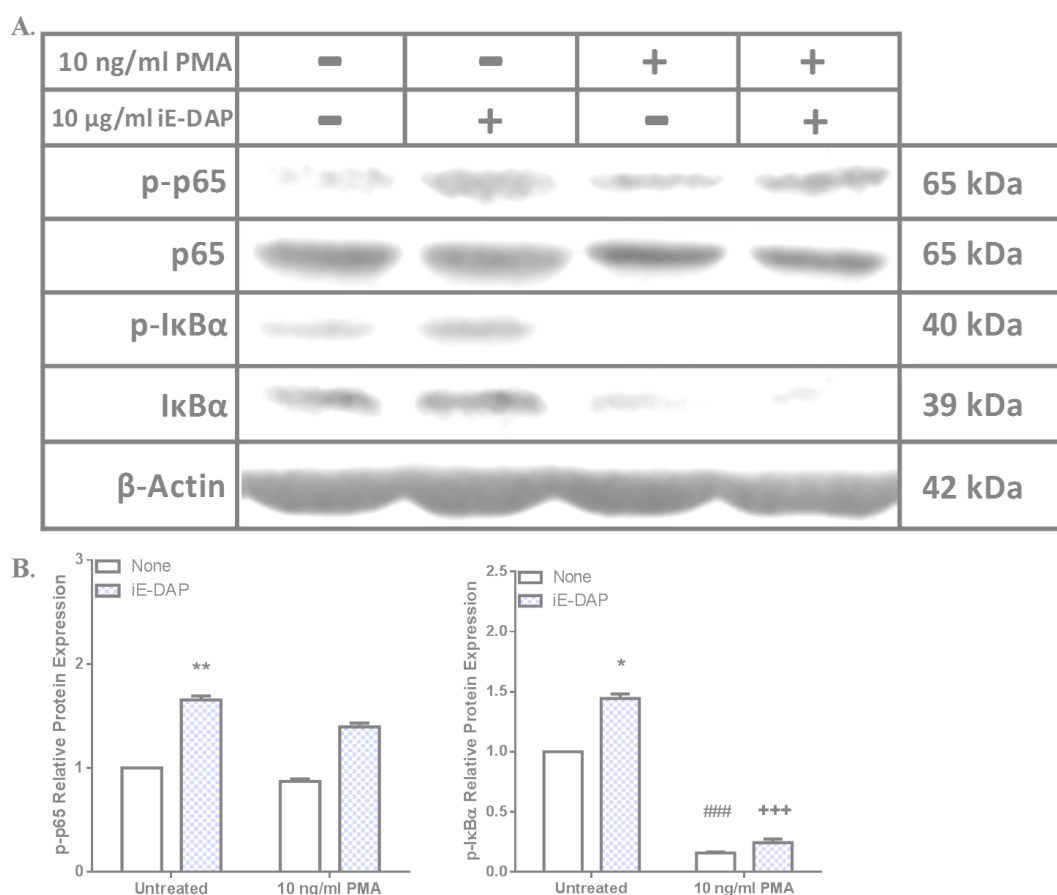 A.
10 ng/ml PMA − − + +
10 µg/ml iE-DAP − + − +
p-p65 65 kDa
p65 65 kDa
p-IκBα 40 kDa
IκBα 39 kDa
β-Actin 42 kDa
B.
p-p65 Relative Protein Expression
3
2
1
0
None
iE-DAP
**
Untreated 10 ng/ml PMA
p-IκBα Relative Protein Expression
2.5
2.0
1.5
1.0
0.5
0.0
None
iE-DAP
*
### +++
Untreated 10 ng/ml PMA